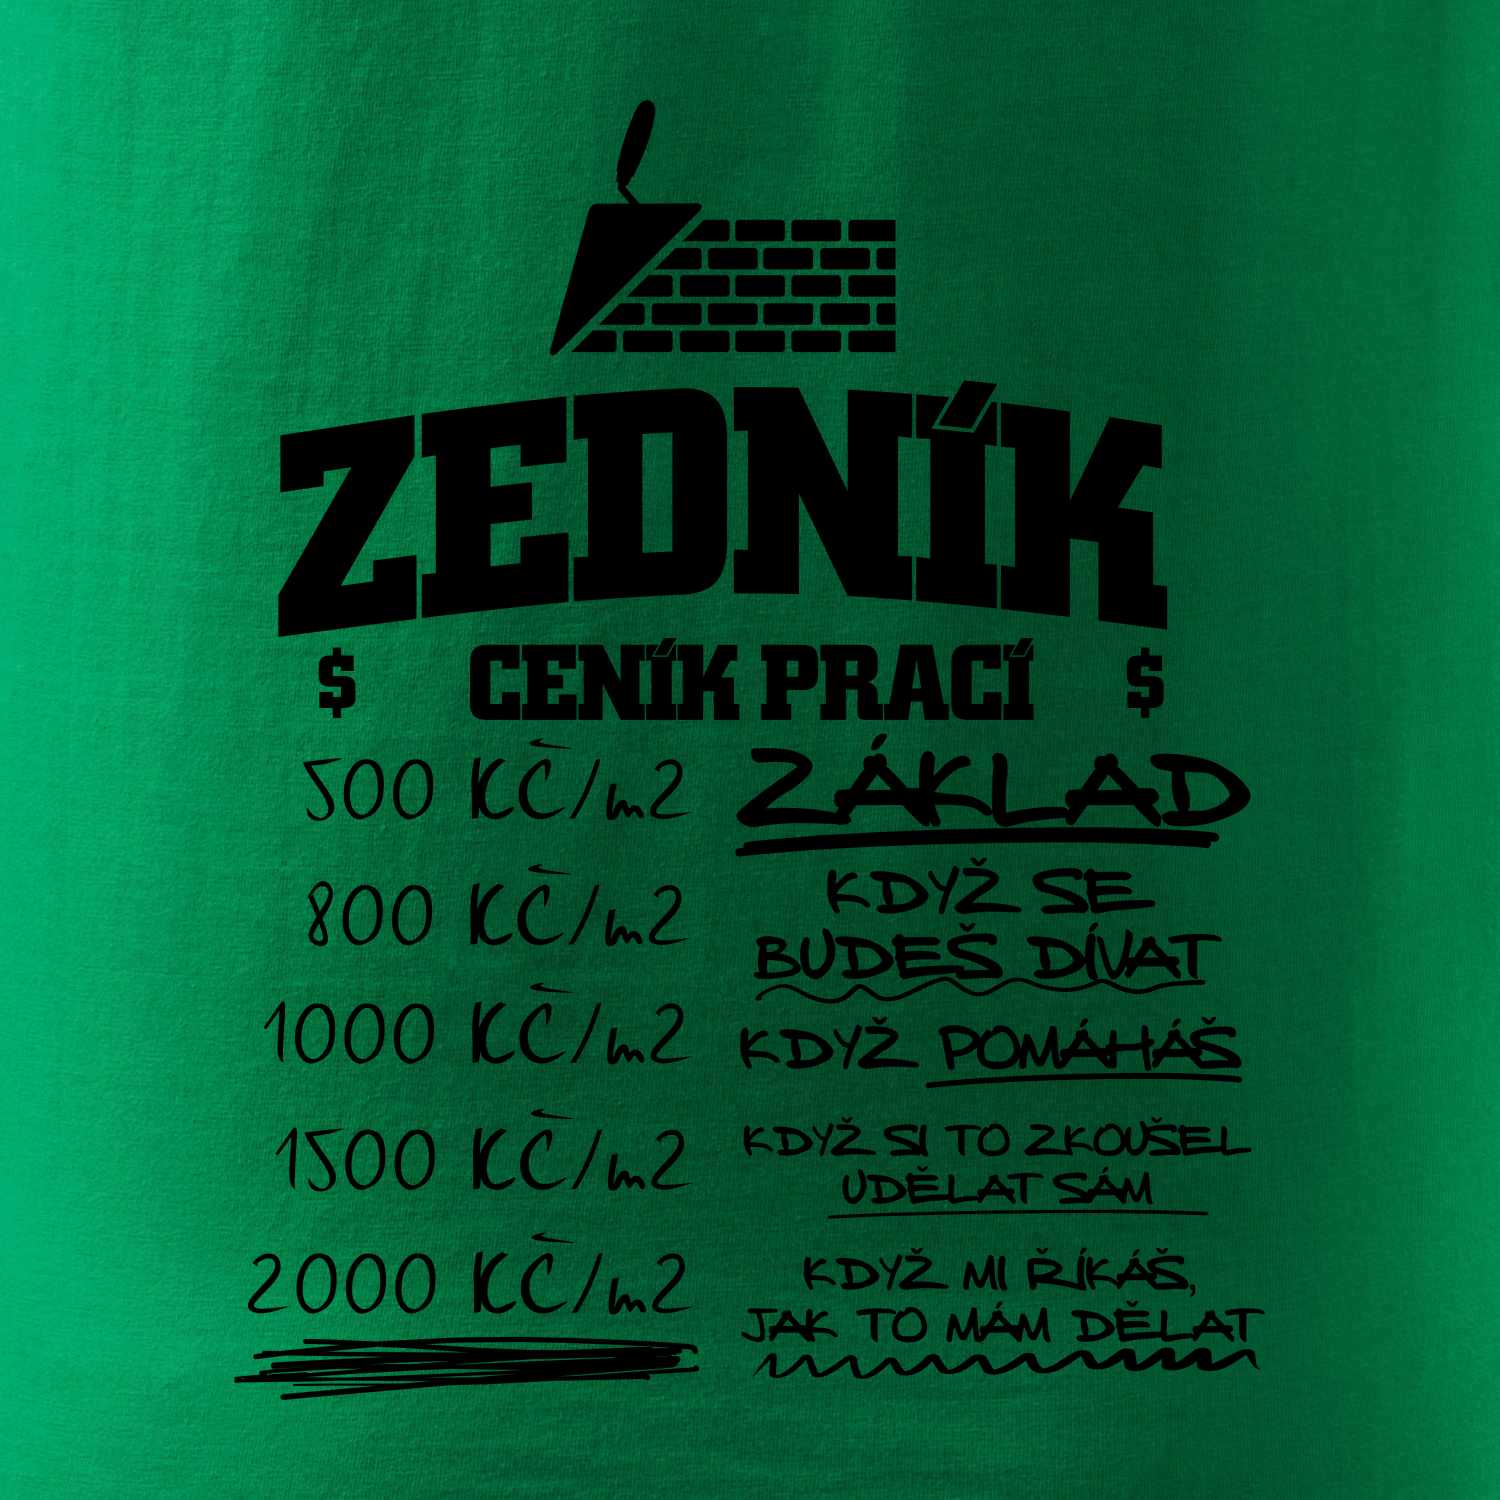 ZEDNÍK
$ CENÍK PRACÍ $
500 KČ/m2 ZÁKLAD
800 KČ/m2 KDYŽ SE
BUDEŠ DÍVAT
1000 KČ/m2 KDYŽ POMÁHÁŠ
1500 KČ/m2 KDYŽ SI TO ZKOUŠEL
UDĚLAT SÁM
2000 KČ/m2 KDYŽ MI ŘÍKÁŠ,
JAK TO MÁM DĚLAT